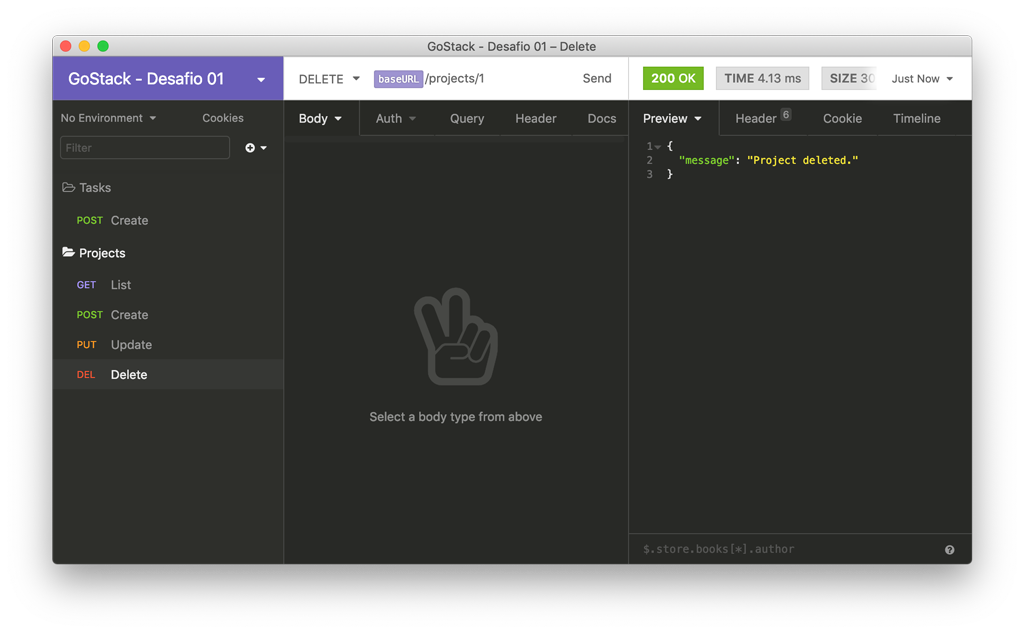 GoStack - Desafio 01 – Delete
GoStack - Desafio 01
DELETE baseURL /projects/1 Send
200 OK TIME 4.13 ms SIZE 30 Just Now
No Environment Cookies
Filter
Tasks
POST Create
Projects
GET List
POST Create
PUT Update
DEL Delete
Body Auth Query Header Docs
Select a body type from above
Preview Header 6 Cookie Timeline
1 {
2 "message": "Project deleted."
3 }
$.store.books[*].author